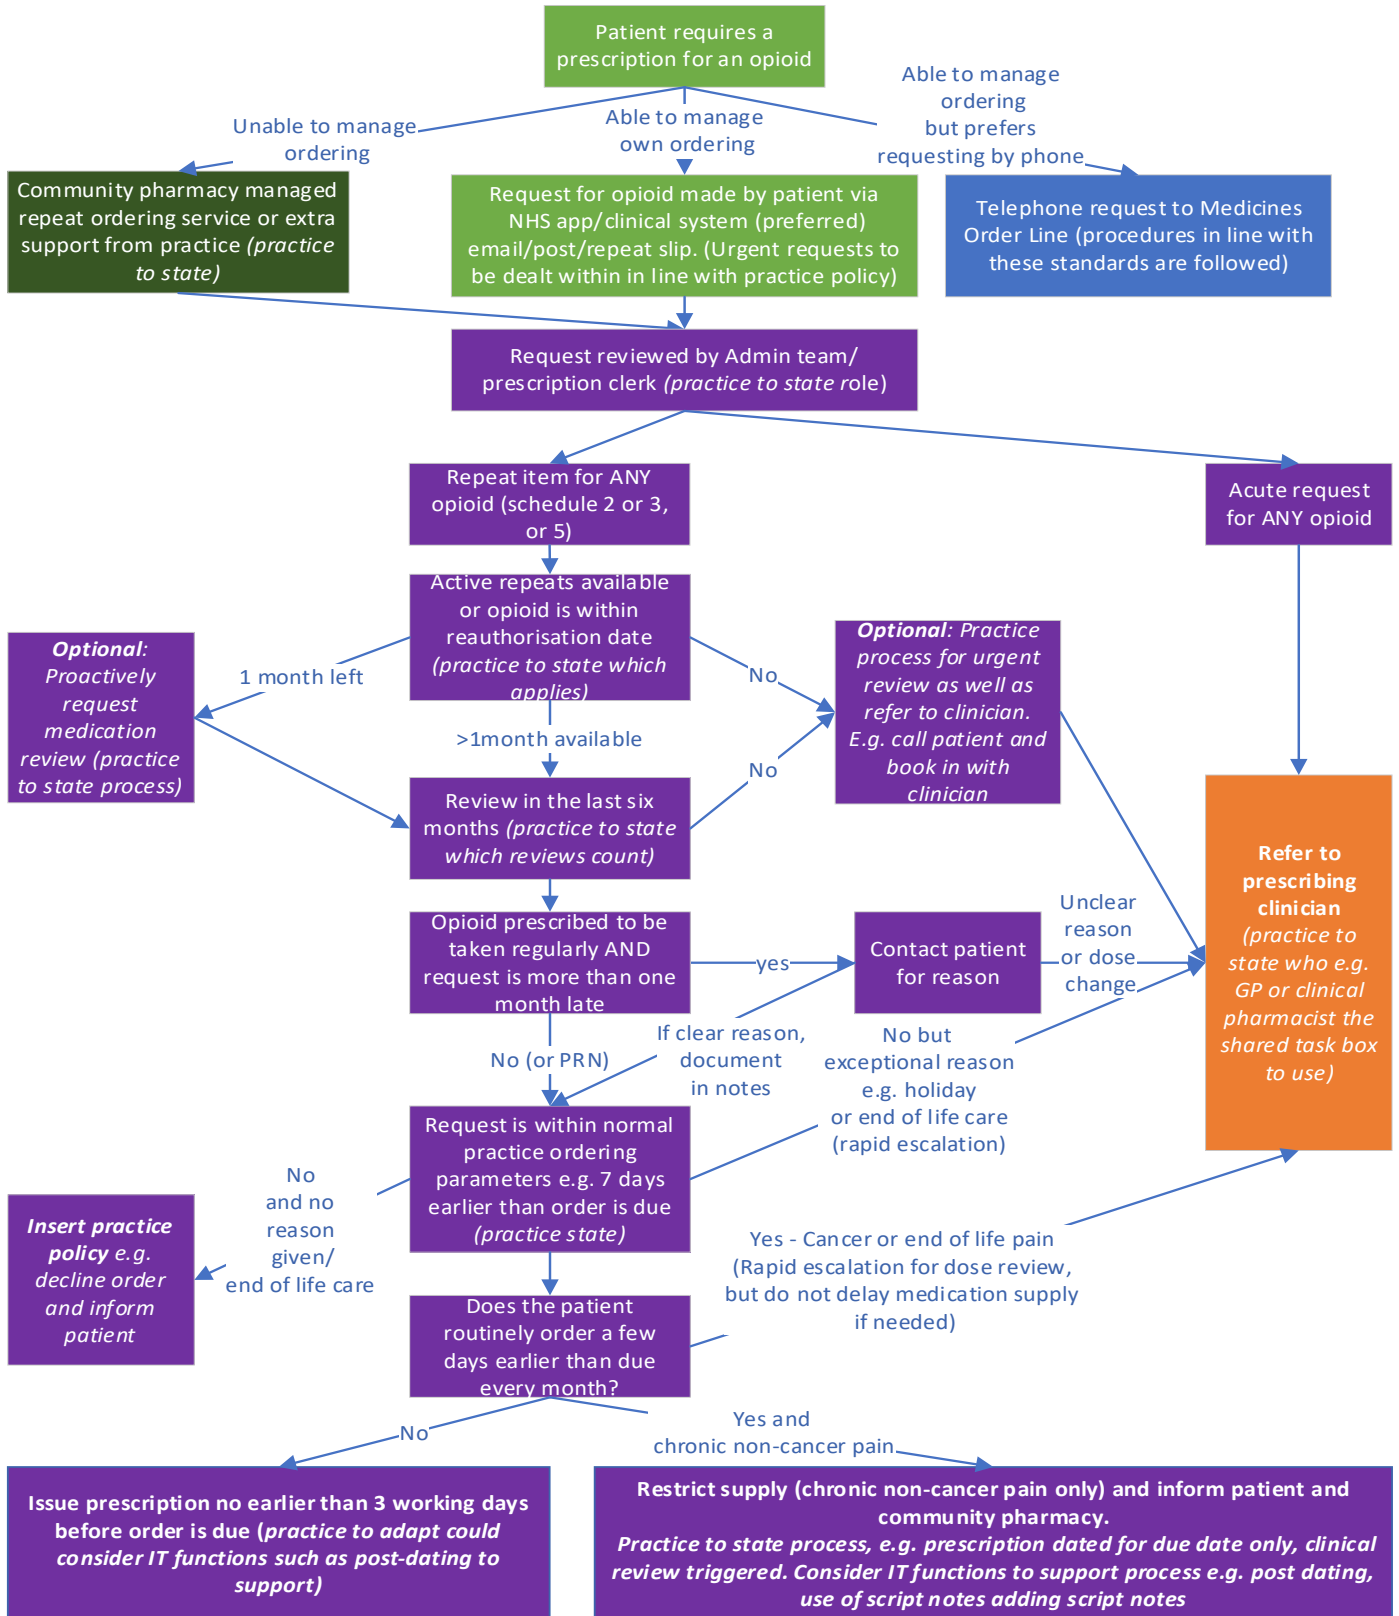 Patient requires a
prescription for an opioid
Unable to manage
ordering
Able to manage
own ordering
Able to manage
ordering
but prefers
requesting by phone
Community pharmacy managed
repeat ordering service or extra
support from practice (practice
to state)
Request for opioid made by patient via
NHS app/clinical system (preferred)
email/post/repeat slip. (Urgent requests to
be dealt within in line with practice policy)
Telephone request to Medicines
Order Line (procedures in line with
these standards are followed)
Request reviewed by Admin team/
prescription clerk (practice to state role)
Repeat item for ANY
opioid (schedule 2 or 3,
or 5)
Acute request
for ANY opioid
Active repeats available
or opioid is within
reauthorisation date
(practice to state which
applies)
Optional:
Proactively
request
medication
review (practice
to state process)
1 month left
No
Optional: Practice
process for urgent
review as well as
refer to clinician.
E.g. call patient and
book in with
clinician
>1month available
No
Review in the last six
months (practice to state
which reviews count)
Refer to
prescribing
clinician
(practice to
state who e.g.
GP or clinical
pharmacist the
shared task box
to use)
Opioid prescribed to be
taken regularly AND
request is more than one
month late
yes
Contact patient
for reason
Unclear
reason
or dose
change
No (or PRN)
If clear reason,
document
in notes
No but
exceptional reason
e.g. holiday
or end of life care
(rapid escalation)
Request is within normal
practice ordering
parameters e.g. 7 days
earlier than order is due
(practice state)
No
and no
reason
given/
end of life care
Insert practice
policy e.g.
decline order
and inform
patient
Yes - Cancer or end of life pain
(Rapid escalation for dose review,
but do not delay medication supply
if needed)
Does the patient
routinely order a few
days earlier than due
every month?
No
Yes and
chronic non-cancer pain
Issue prescription no earlier than 3 working days
before order is due (practice to adapt could
consider IT functions such as post-dating to
support)
Restrict supply (chronic non-cancer pain only) and inform patient and
community pharmacy.
Practice to state process, e.g. prescription dated for due date only, clinical
review triggered. Consider IT functions to support process e.g. post dating,
use of script notes adding script notes